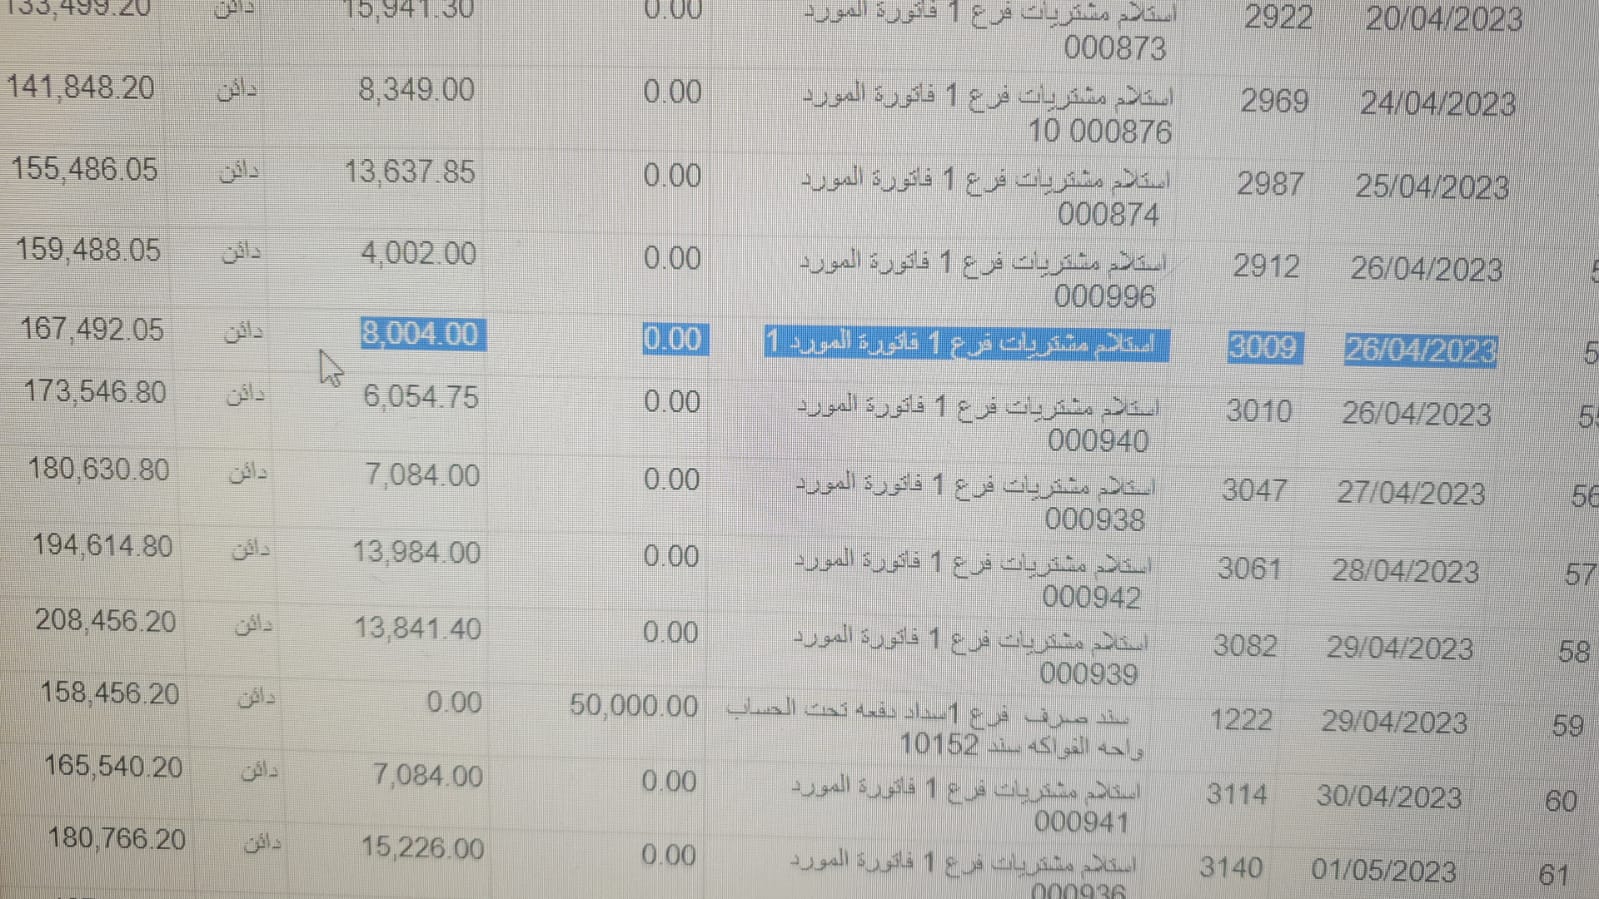 20/04/2023 2922 استلام مشتريات فرع 1 فاتورة المورد 0.00 15,941.30 دائن 133,499.20
000873
24/04/2023 2969 استلام مشتريات فرع 1 فاتورة المورد 0.00 8,349.00 دائن 141,848.20
10 000876
25/04/2023 2987 استلام مشتريات فرع 1 فاتورة المورد 0.00 13,637.85 دائن 155,486.05
000874
26/04/2023 2912 استلام مشتريات فرع 1 فاتورة المورد 0.00 4,002.00 دائن 159,488.05
000996
26/04/2023 3009 استلام مشتريات فرع 1 فاتورة المورد 1 0.00 8,004.00 دائن 167,492.05
55 26/04/2023 3010 استلام مشتريات فرع 1 فاتورة المورد 0.00 6,054.75 دائن 173,546.80
000940
56 27/04/2023 3047 استلام مشتريات فرع 1 فاتورة المورد 0.00 7,084.00 دائن 180,630.80
000938
57 28/04/2023 3061 استلام مشتريات فرع 1 فاتورة المورد 0.00 13,984.00 دائن 194,614.80
000942
58 29/04/2023 3082 استلام مشتريات فرع 1 فاتورة المورد 0.00 13,841.40 دائن 208,456.20
000939
59 29/04/2023 1222 سند صرف فرع 1سداد دفعه تحت الحساب 50,000.00 0.00 دائن 158,456.20
واحه الفواكه سند 10152
60 30/04/2023 3114 استلام مشتريات فرع 1 فاتورة المورد 0.00 7,084.00 دائن 165,540.20
000941
61 01/05/2023 3140 استلام مشتريات فرع 1 فاتورة المورد 0.00 15,226.00 دائن 180,766.20
000936